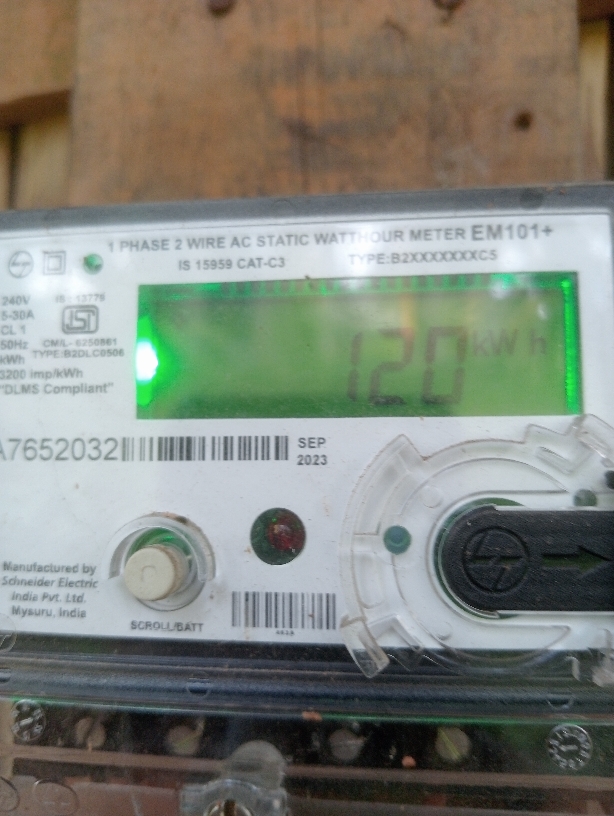 1 PHASE 2 WIRE AC STATIC WATTHOUR METER EM101+
IS 15959 CAT-C3 TYPE:B2XXXXXXXC5
240V IS : 13779
5-30A
CL 1
50Hz CM/L- 6250861
kWh TYPE:B2DLC0506
3200 imp/kWh
"DLMS Compliant"
120 kWh
A7652032
SEP
2023
Manufactured by
Schneider Electric
India Pvt. Ltd.
Mysuru, India
SCROLL/BATT